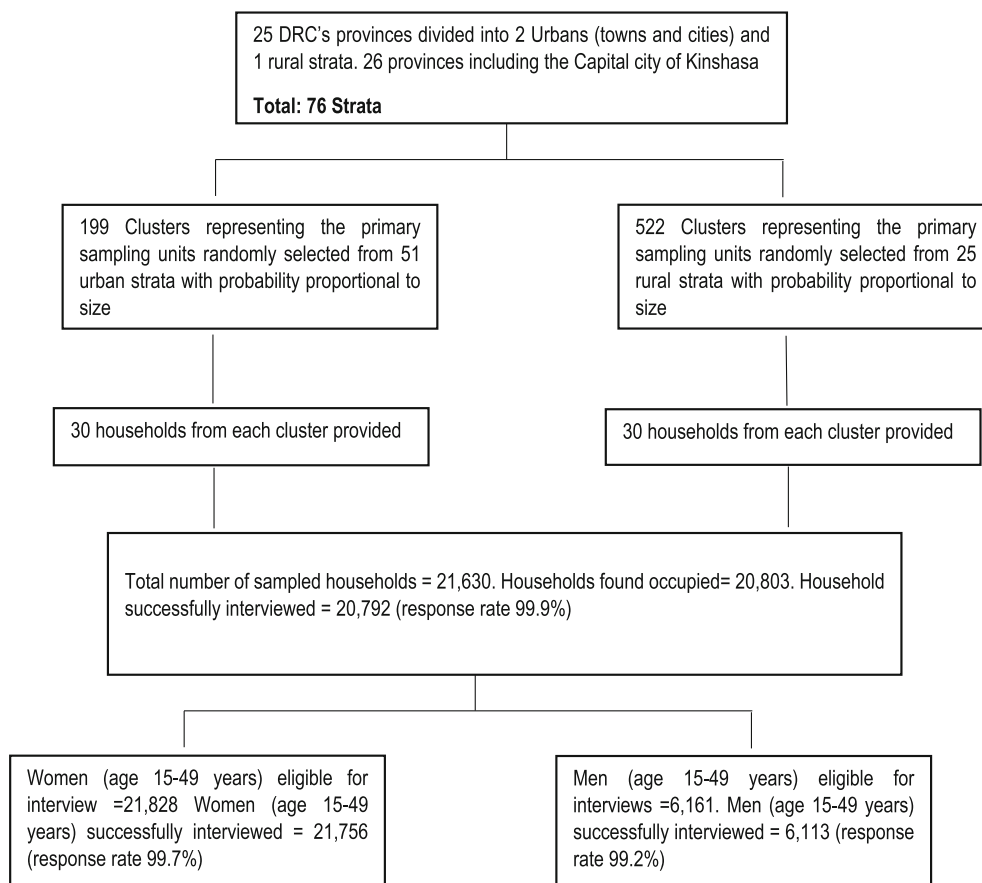 25 DRC's provinces divided into 2 Urbans (towns and cities) and
1 rural strata. 26 provinces including the Capital city of Kinshasa
Total: 76 Strata
199 Clusters representing the primary
sampling units randomly selected from 51
urban strata with probability proportional to
size
522 Clusters representing the primary
sampling units randomly selected from 25
rural strata with probability proportional to
size
30 households from each cluster provided
30 households from each cluster provided
Total number of sampled households = 21,630. Households found occupied= 20,803. Household
successfully interviewed = 20,792 (response rate 99.9%)
Women (age 15-49 years) eligible for
interview =21,828 Women (age 15-49
years) successfully interviewed = 21,756
(response rate 99.7%)
Men (age 15-49 years) eligible for
interviews =6,161. Men (age 15-49 years)
successfully interviewed = 6,113 (response
rate 99.2%)